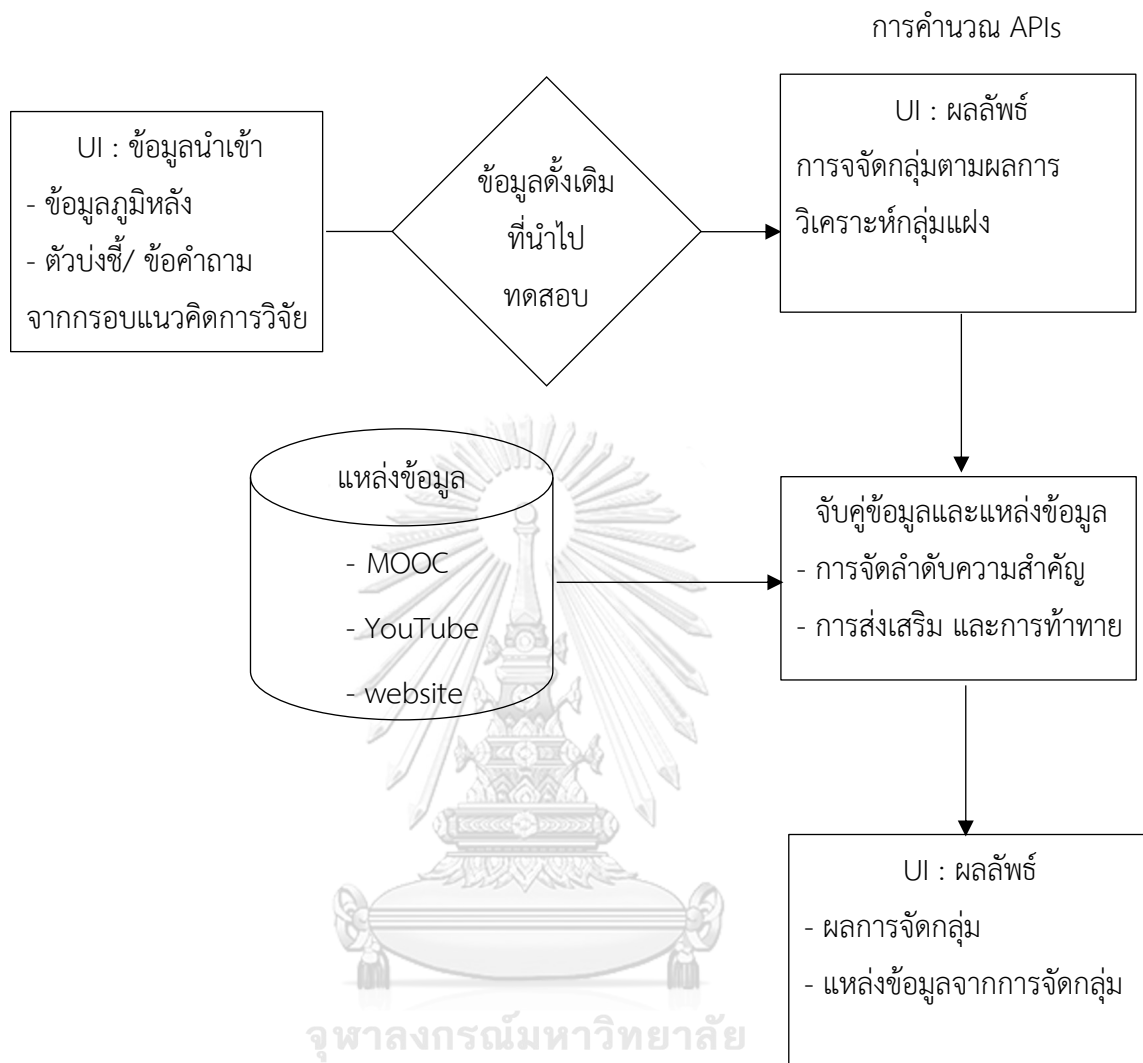 การคำนวณ APIs
UI : ข้อมูลนำเข้า
- ข้อมูลภูมิหลัง
- ตัวบ่งชี้/ ข้อคำถาม
จากกรอบแนวคิดการวิจัย
ข้อมูลดั้งเดิม
ที่นำไป
ทดสอบ
UI : ผลลัพธ์
การจจัดกลุ่มตามผลการ
วิเคราะห์กลุ่มแฝง
แหล่งข้อมูล
- MOOC
- YouTube
- website
จับคู่ข้อมูลและแหล่งข้อมูล
- การจัดลำดับความสำคัญ
- การส่งเสริม และการท้าทาย
UI : ผลลัพธ์
- ผลการจัดกลุ่ม
- แหล่งข้อมูลจากการจัดกลุ่ม
จุฬาลงกรณ์มหาวิทยาลัย